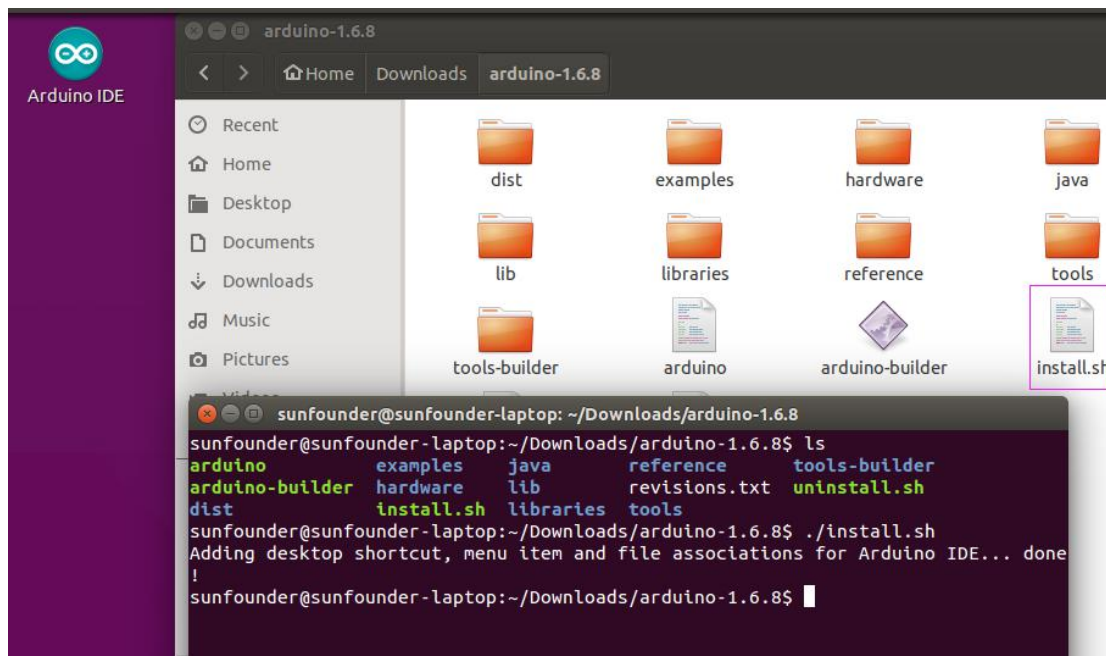 Arduino IDE
arduino-1.6.8
Home Downloads arduino-1.6.8
Recent
Home
Desktop
Documents
Downloads
Music
Pictures
dist examples hardware java
lib libraries reference tools
tools-builder arduino arduino-builder install.sh
sunfounder@sunfounder-laptop: ~/Downloads/arduino-1.6.8
sunfounder@sunfounder-laptop:~/Downloads/arduino-1.6.8$ ls
arduino examples java reference tools-builder
arduino-builder hardware lib revisions.txt uninstall.sh
dist install.sh libraries tools
sunfounder@sunfounder-laptop:~/Downloads/arduino-1.6.8$ ./install.sh
Adding desktop shortcut, menu item and file associations for Arduino IDE... done
!
sunfounder@sunfounder-laptop:~/Downloads/arduino-1.6.8$